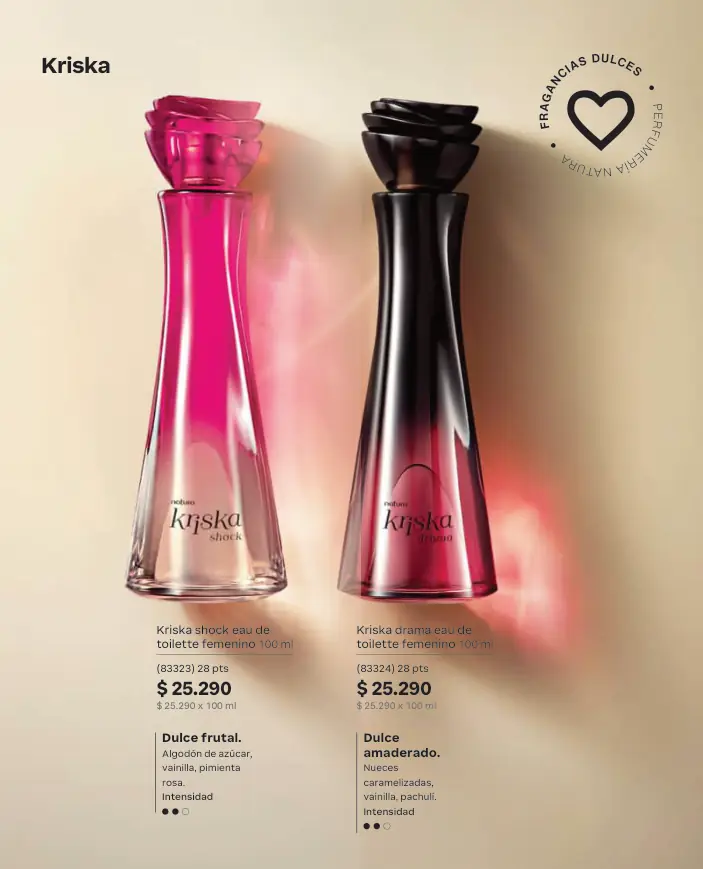 Kriska
FRAGANCIAS DULCES
PERFUMERÍA NATURA
natura
kriska
shock
natura
kriska
drama
Kriska shock eau de
toilette femenino 100 ml
(83323) 28 pts
$ 25.290
$ 25.290 x 100 ml
Dulce frutal.
Algodón de azúcar,
vainilla, pimienta
rosa.
Intensidad
Kriska drama eau de
toilette femenino 100 ml
(83324) 28 pts
$ 25.290
$ 25.290 x 100 ml
Dulce
amaderado.
Nueces
caramelizadas,
vainilla, pachulí.
Intensidad